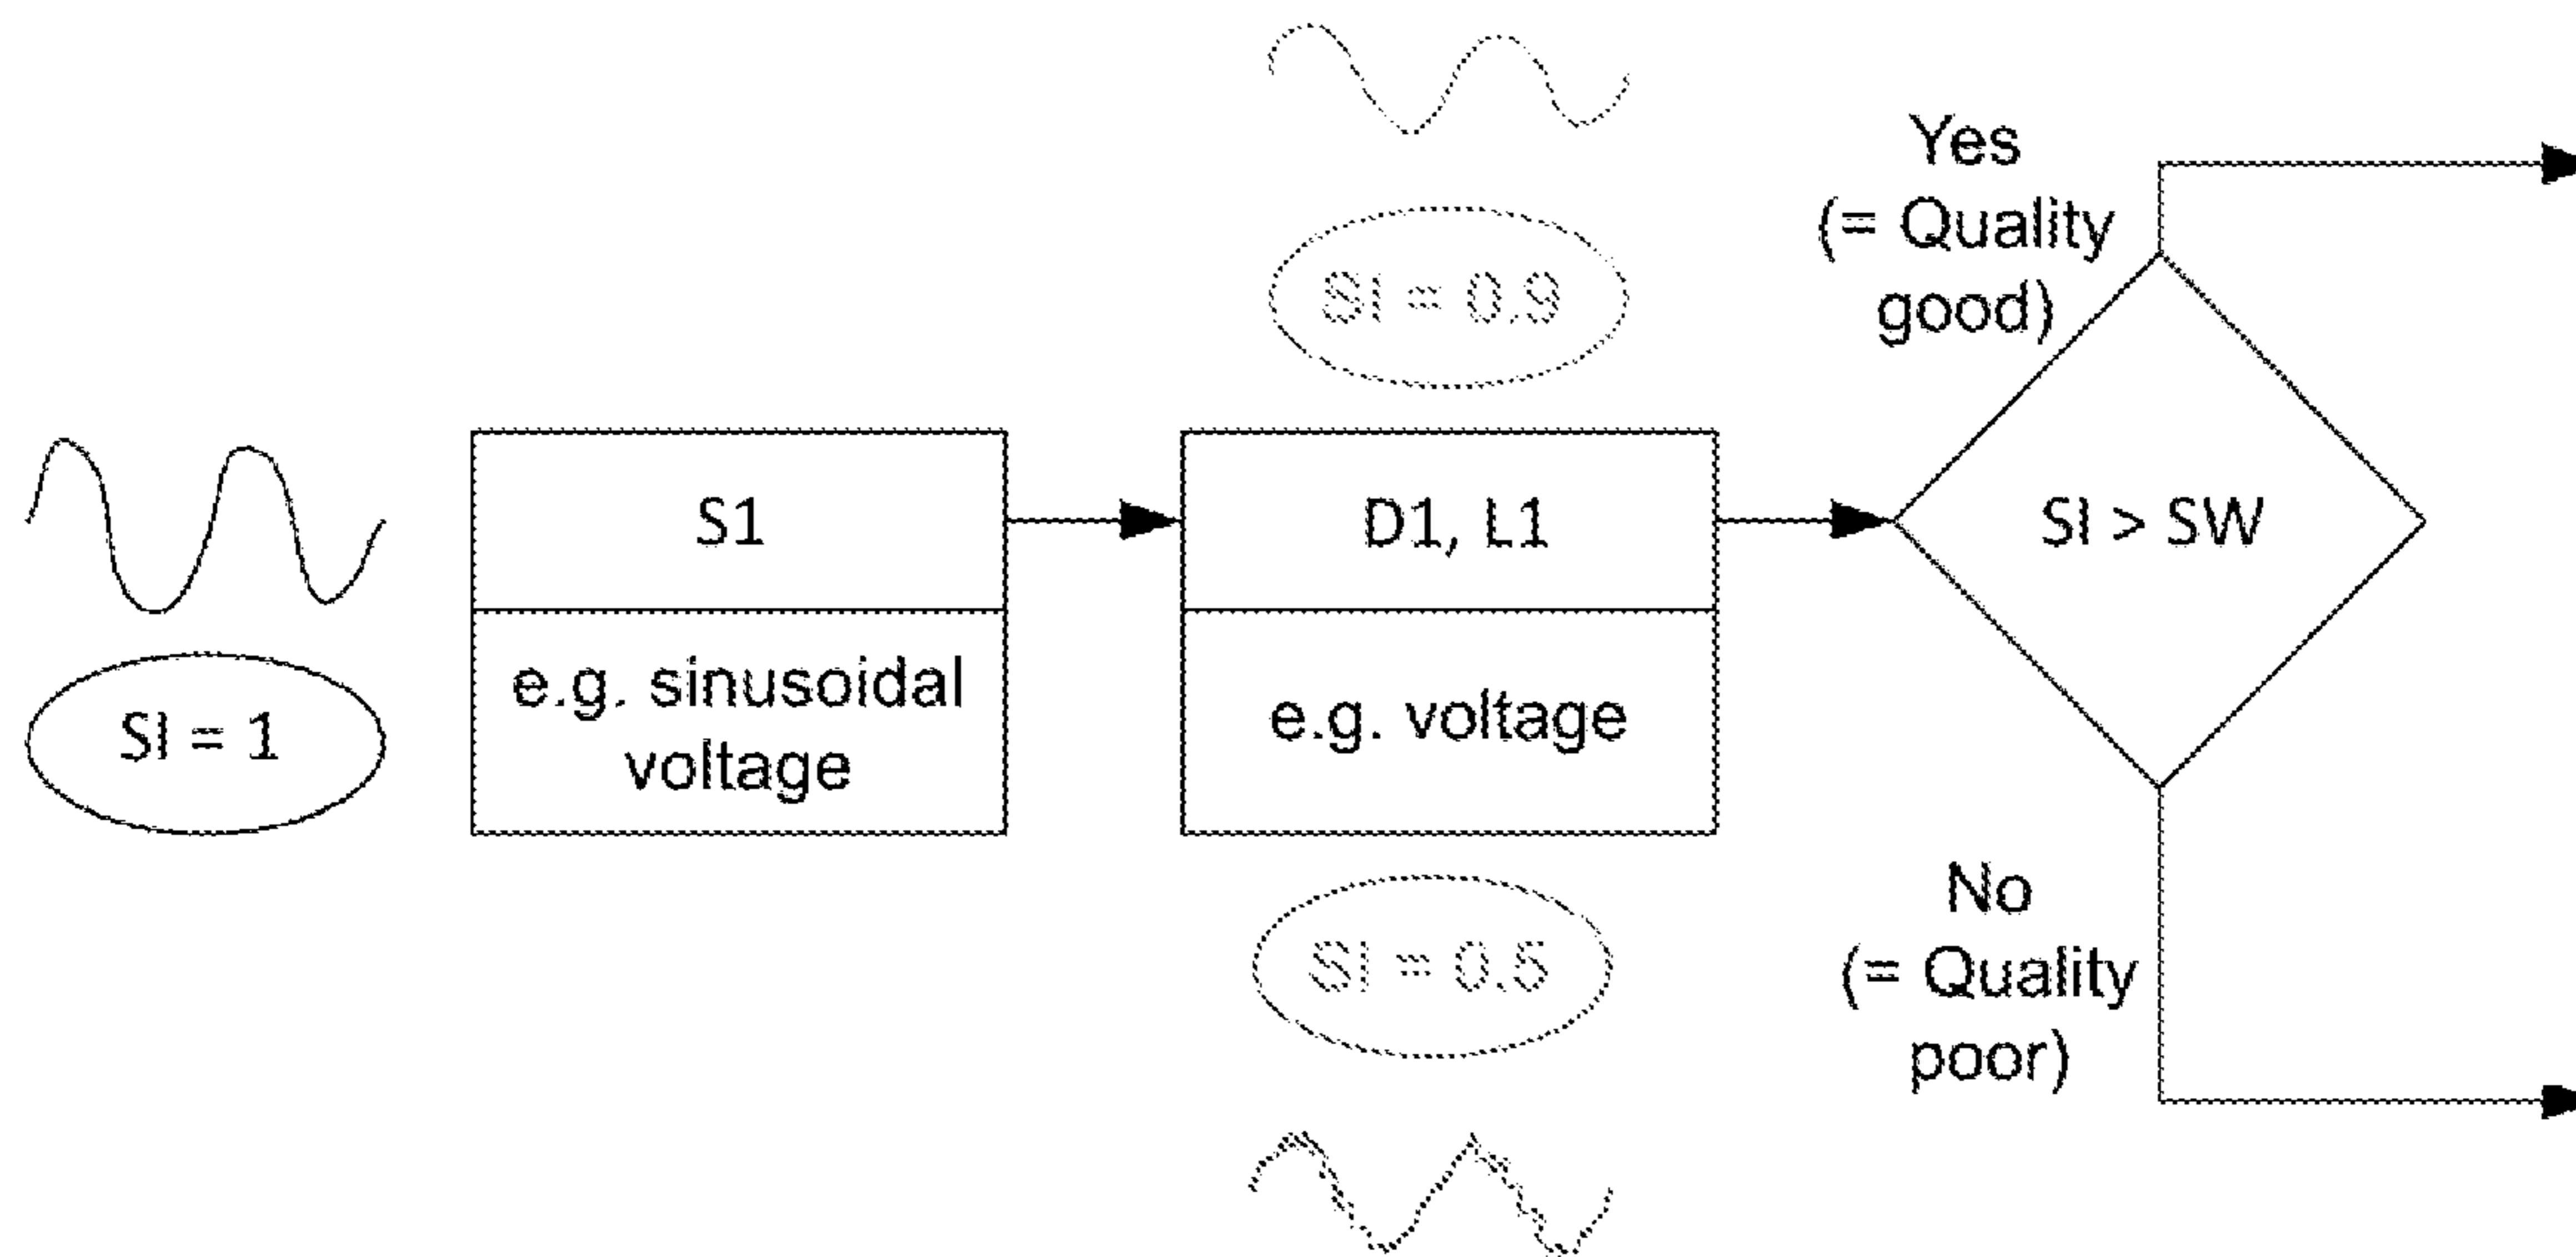 SI = 1
S1
e.g. sinusoidal
voltage
SI = 0.9
D1, L1
e.g. voltage
SI = 0.5
Yes
(= Quality
good)
SI > SW
No
(= Quality
poor)